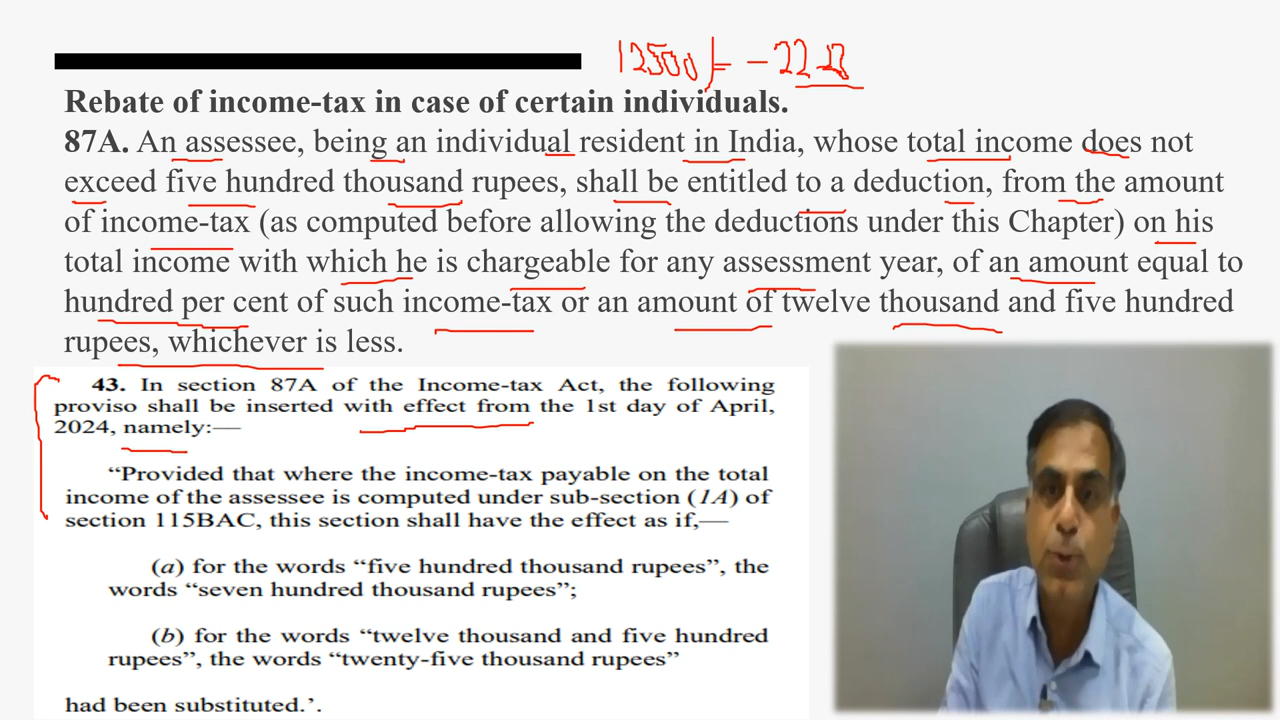 12500/= - 22
Rebate of income-tax in case of certain individuals.
87A. An assessee, being an individual resident in India, whose total income does not
exceed five hundred thousand rupees, shall be entitled to a deduction, from the amount
of income-tax (as computed before allowing the deductions under this Chapter) on his
total income with which he is chargeable for any assessment year, of an amount equal to
hundred per cent of such income-tax or an amount of twelve thousand and five hundred
rupees, whichever is less.
43. In section 87A of the Income-tax Act, the following
proviso shall be inserted with effect from the 1st day of April,
2024, namely:—
“Provided that where the income-tax payable on the total
income of the assessee is computed under sub-section (1A) of
section 115BAC, this section shall have the effect as if,—
(a) for the words “five hundred thousand rupees”, the
words “seven hundred thousand rupees”;
(b) for the words “twelve thousand and five hundred
rupees”, the words “twenty-five thousand rupees”
had been substituted.’.